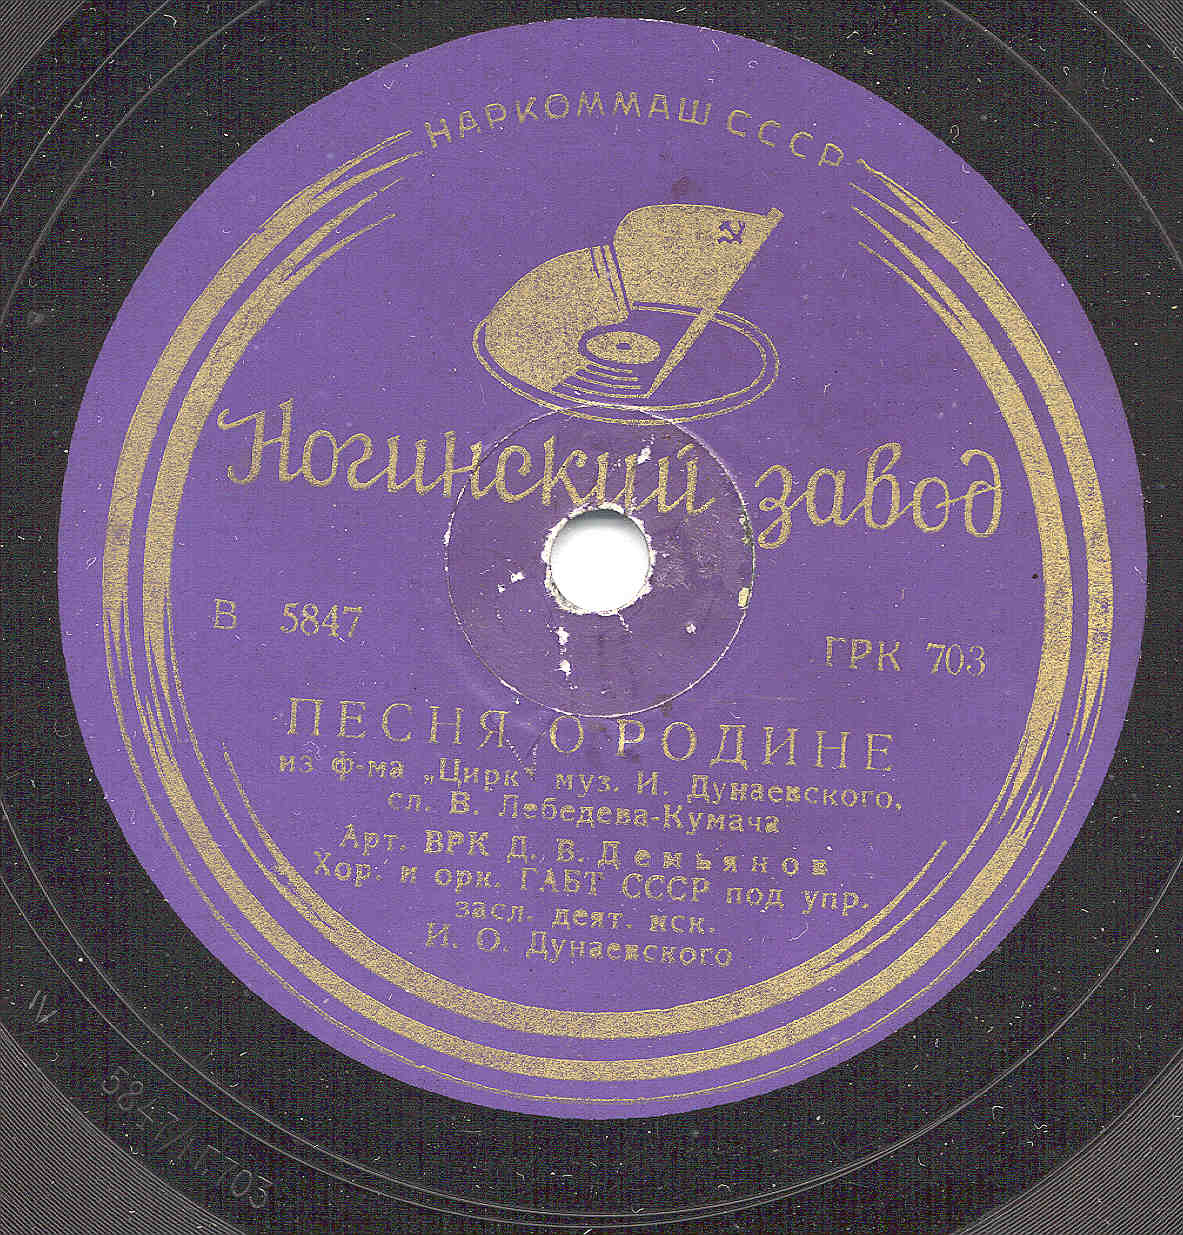 НАРКОММАШ СССР
Ногинский завод
В 5847
ГРК 703
ПЕСНЯ О РОДИНЕ
из ф-ма „Цирк“ муз. И. Дунаевского,
сл. В. Лебедева-Кумача
Арт. ВРК Д. В. Демьянов
Хор. и орк. ГАБТ СССР под упр.
засл. деят. иск.
И. О. Дунаевского
IV